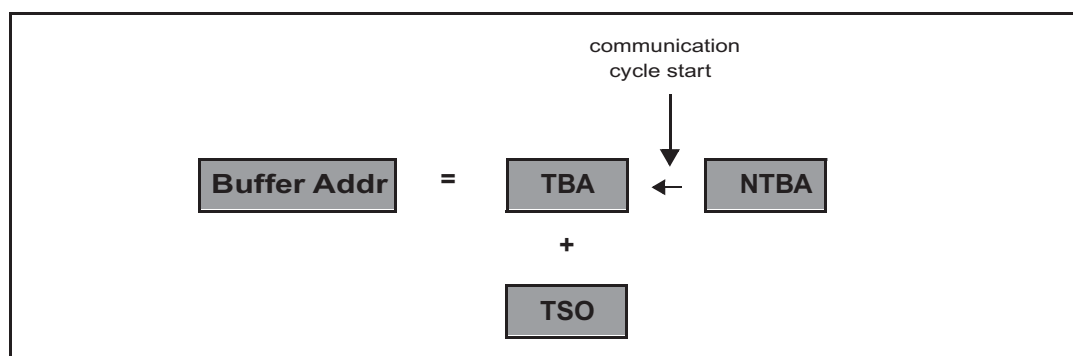 communication
cycle start
Buffer Addr = TBA NTBA
+
TSO